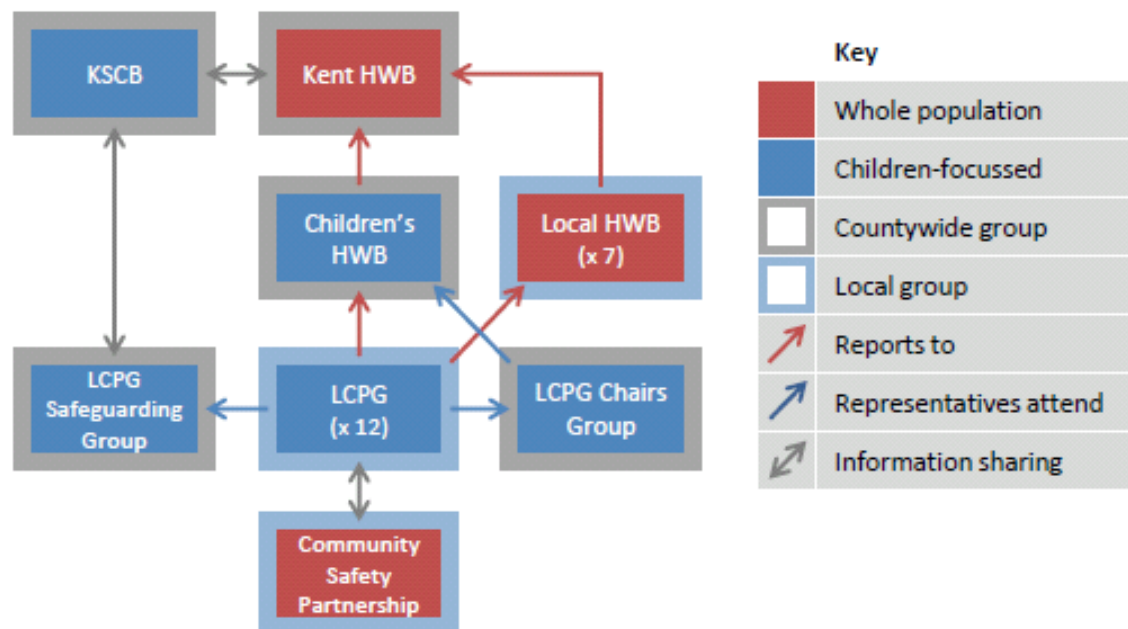 KSCB
Kent HWB
Children's
HWB
Local HWB
(x 7)
LCPG
Safeguarding
Group
LCPG
(x 12)
LCPG Chairs
Group
Community
Safety
Partnership
Key
Whole population
Children-focussed
Countywide group
Local group
Reports to
Representatives attend
Information sharing